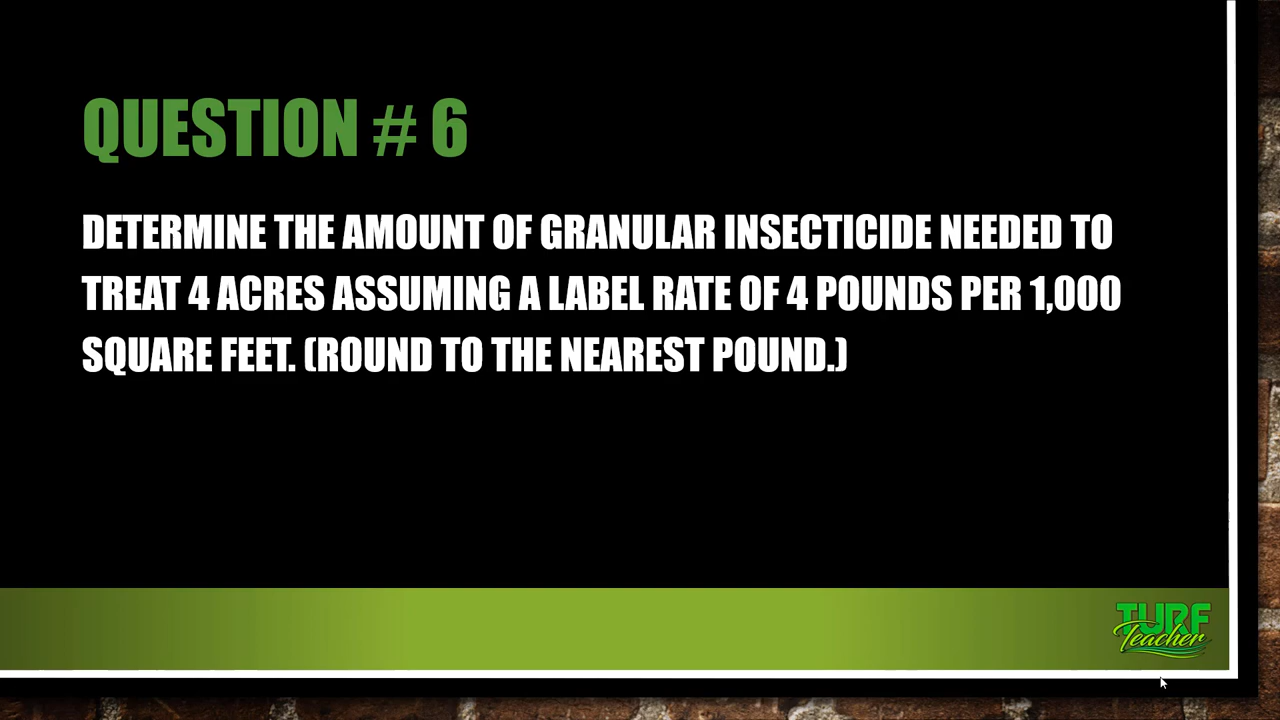 QUESTION # 6
DETERMINE THE AMOUNT OF GRANULAR INSECTICIDE NEEDED TO
TREAT 4 ACRES ASSUMING A LABEL RATE OF 4 POUNDS PER 1,000
SQUARE FEET. (ROUND TO THE NEAREST POUND.)
TURF
Teacher